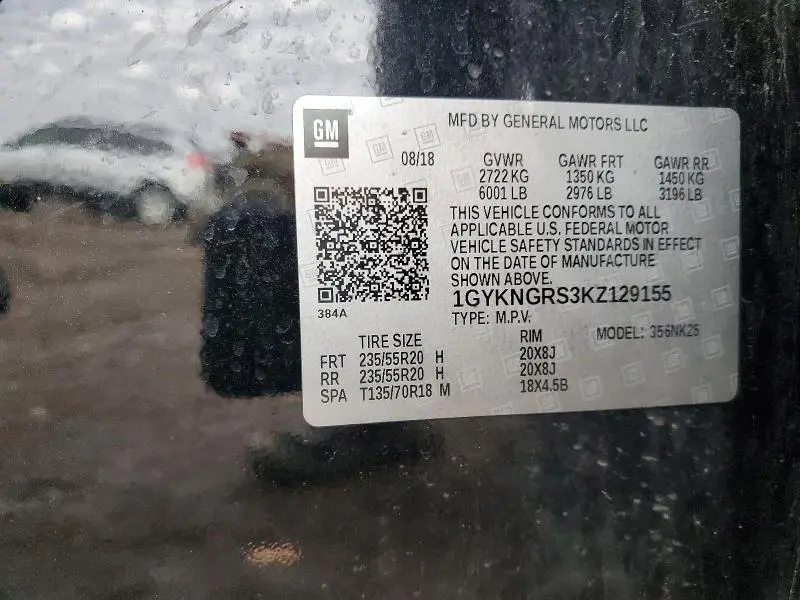 GM
MFD BY GENERAL MOTORS LLC
08/18 GVWR GAWR FRT GAWR RR
2722 KG 1350 KG 1450 KG
6001 LB 2976 LB 3196 LB
THIS VEHICLE CONFORMS TO ALL
APPLICABLE U.S. FEDERAL MOTOR
VEHICLE SAFETY STANDARDS IN EFFECT
ON THE DATE OF MANUFACTURE
SHOWN ABOVE.
1GYKNGRS3KZ129155
384A
TYPE: M.P.V.
TIRE SIZE RIM MODEL: 356NK26
FRT 235/55R20 H 20X8J
RR 235/55R20 H 20X8J
SPA T135/70R18 M 18X4.5B